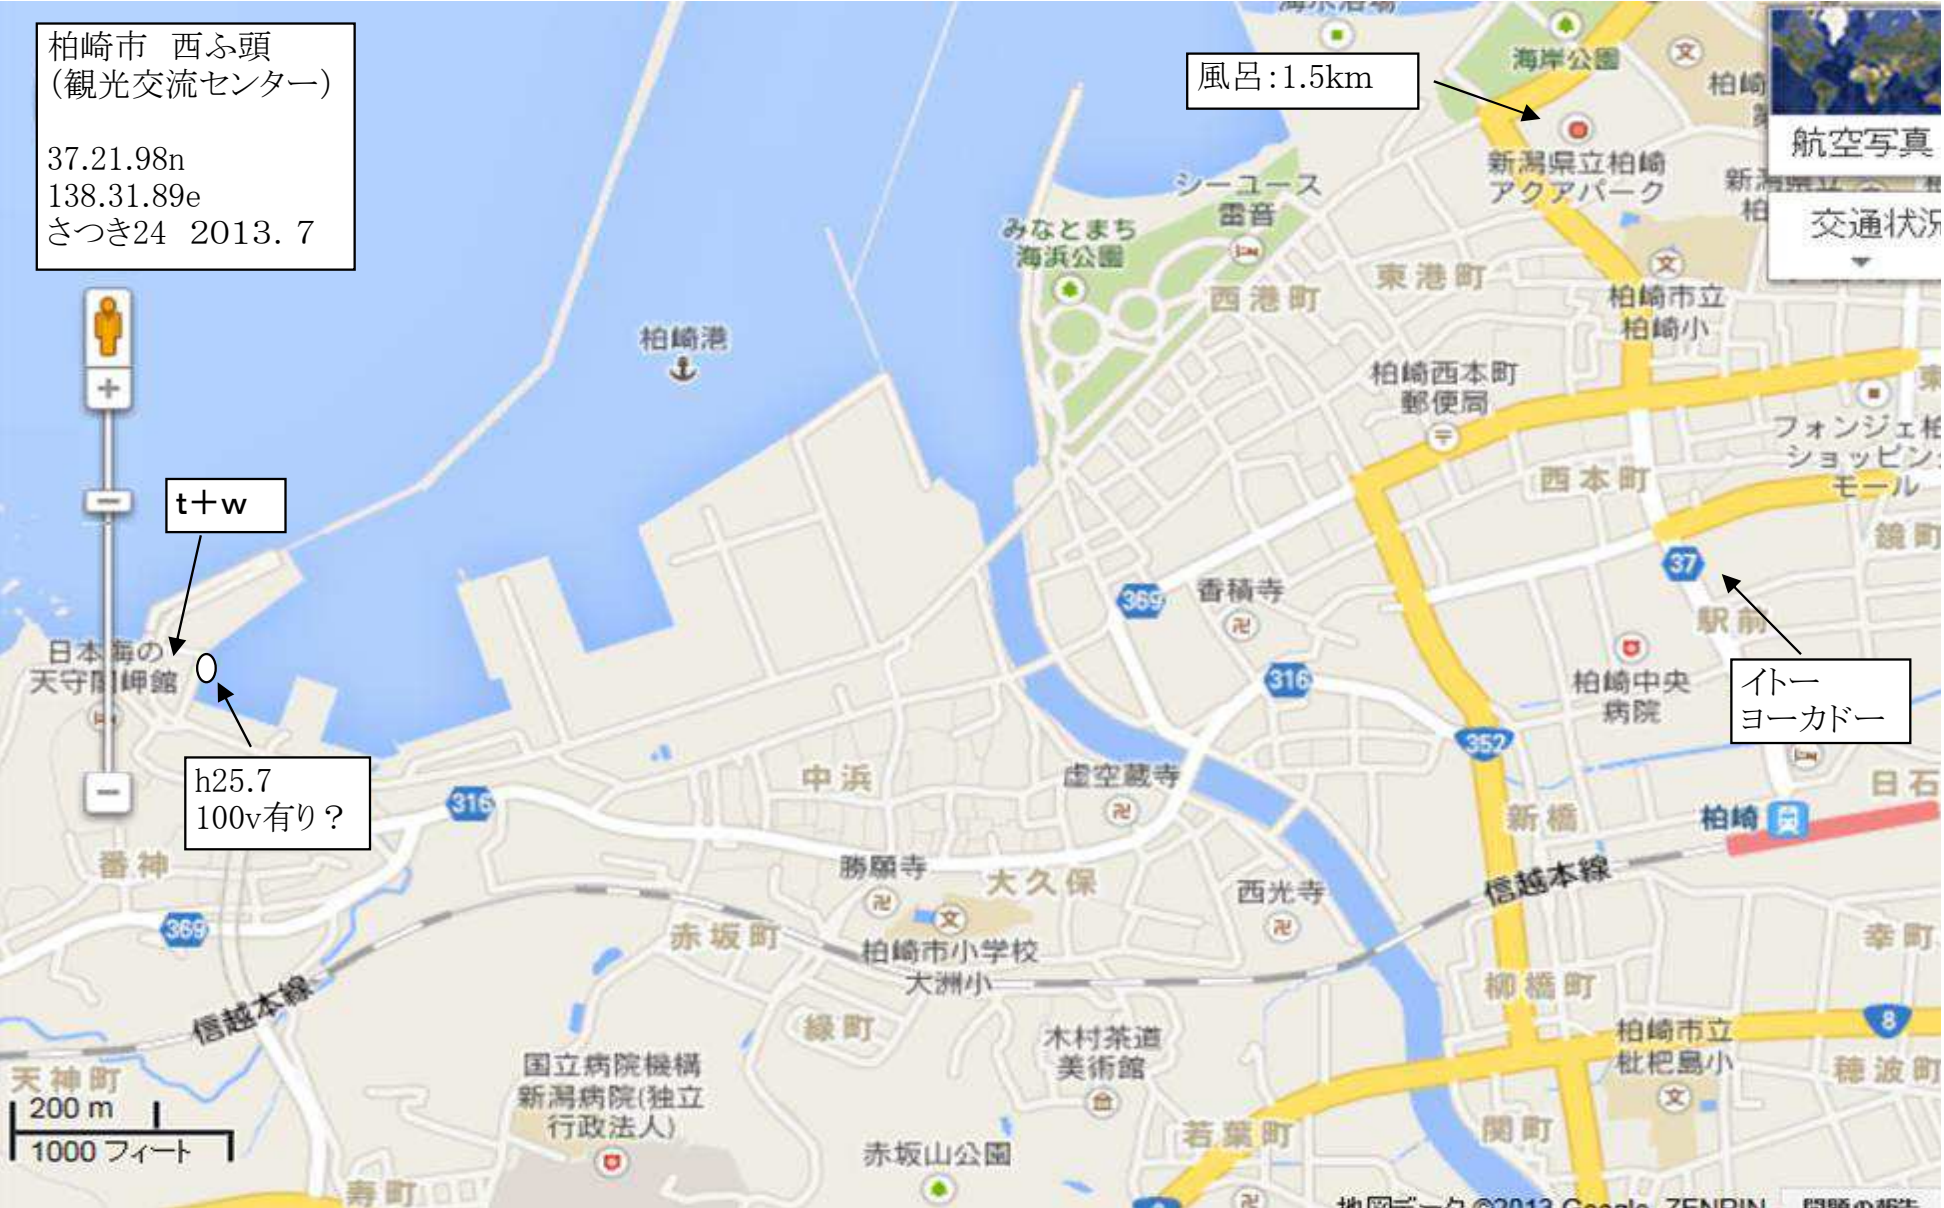 柏崎市　西ふ頭
（観光交流センター）
37.21.98n
138.31.89e
さつき24　2013．7
風呂：1.5km
海岸公園
航空写真
交通状況
新潟県立柏崎
アクアパーク
シーユース
雷音
みなとまち
海浜公園
西港町
東港町
柏崎市立
柏崎小
柏崎港
柏崎西本町
郵便局
フォンジェ柏
ショッピン
モール
西本町
鏡町
t＋w
37
369
香積寺
駅前
日本海の
天守閣岬館
316
柏崎中央
病院
イトー
ヨーカドー
352
h25.7
100v有り？
316
中浜
虚空蔵寺
新橋
柏崎
日石
番神
勝願寺
大久保
西光寺
信越本線
369
赤坂町
柏崎市小学校
大洲小
幸町
柳橋町
信越本線
緑町
木村茶道
美術館
柏崎市立
枇杷島小
8
天神町
国立病院機構
新潟病院(独立
行政法人)
穂波町
200 m
1000 フィート
若葉町
関町
赤坂山公園
寿町
地図データ ©2013 Google, ZENRIN
問題の報告